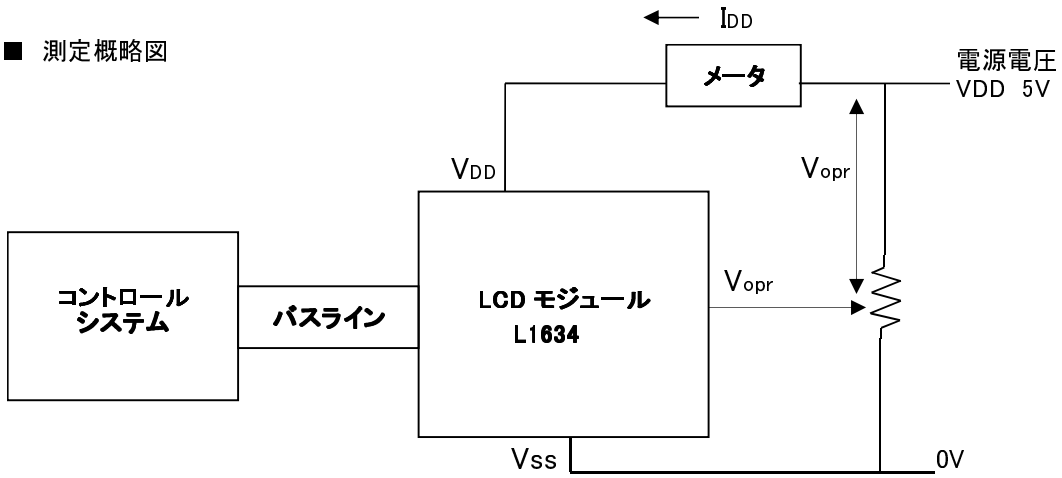 ■ 測定概略図
IDD
メータ
電源電圧
VDD 5V
VDD
Vopr
コントロール
システム
バスライン
LCD モジュール
L1634
Vopr
Vss
0V